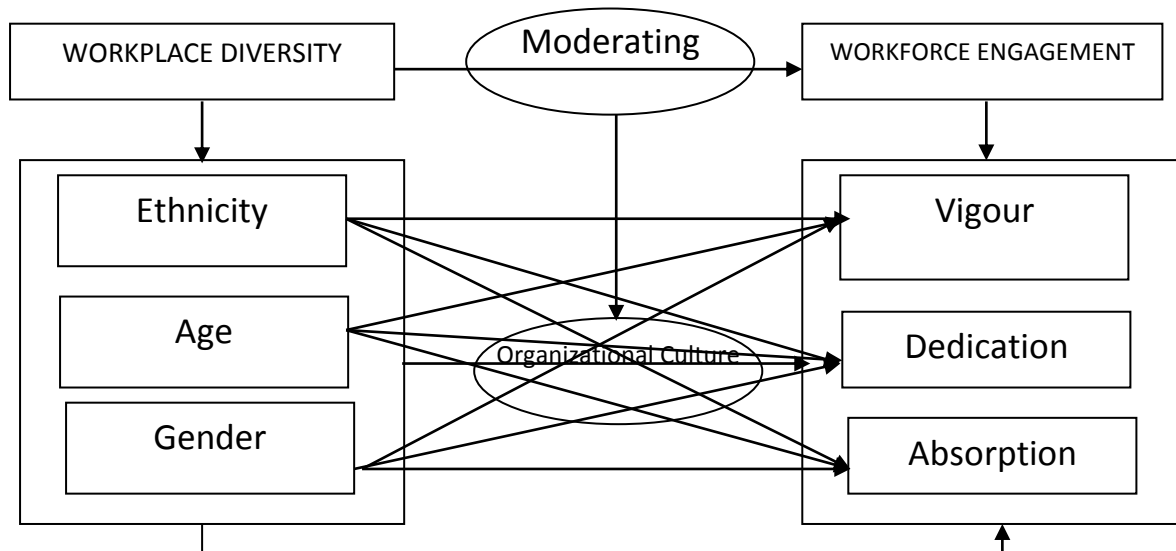 WORKPLACE DIVERSITY
Moderating
WORKFORCE ENGAGEMENT
Ethnicity
Vigour
Age
Organizational Culture
Dedication
Gender
Absorption